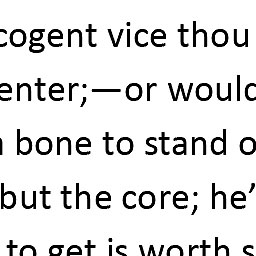 cogent vice thou
enter;—or would
bone to stand o
but the core; he’
to get is worth s